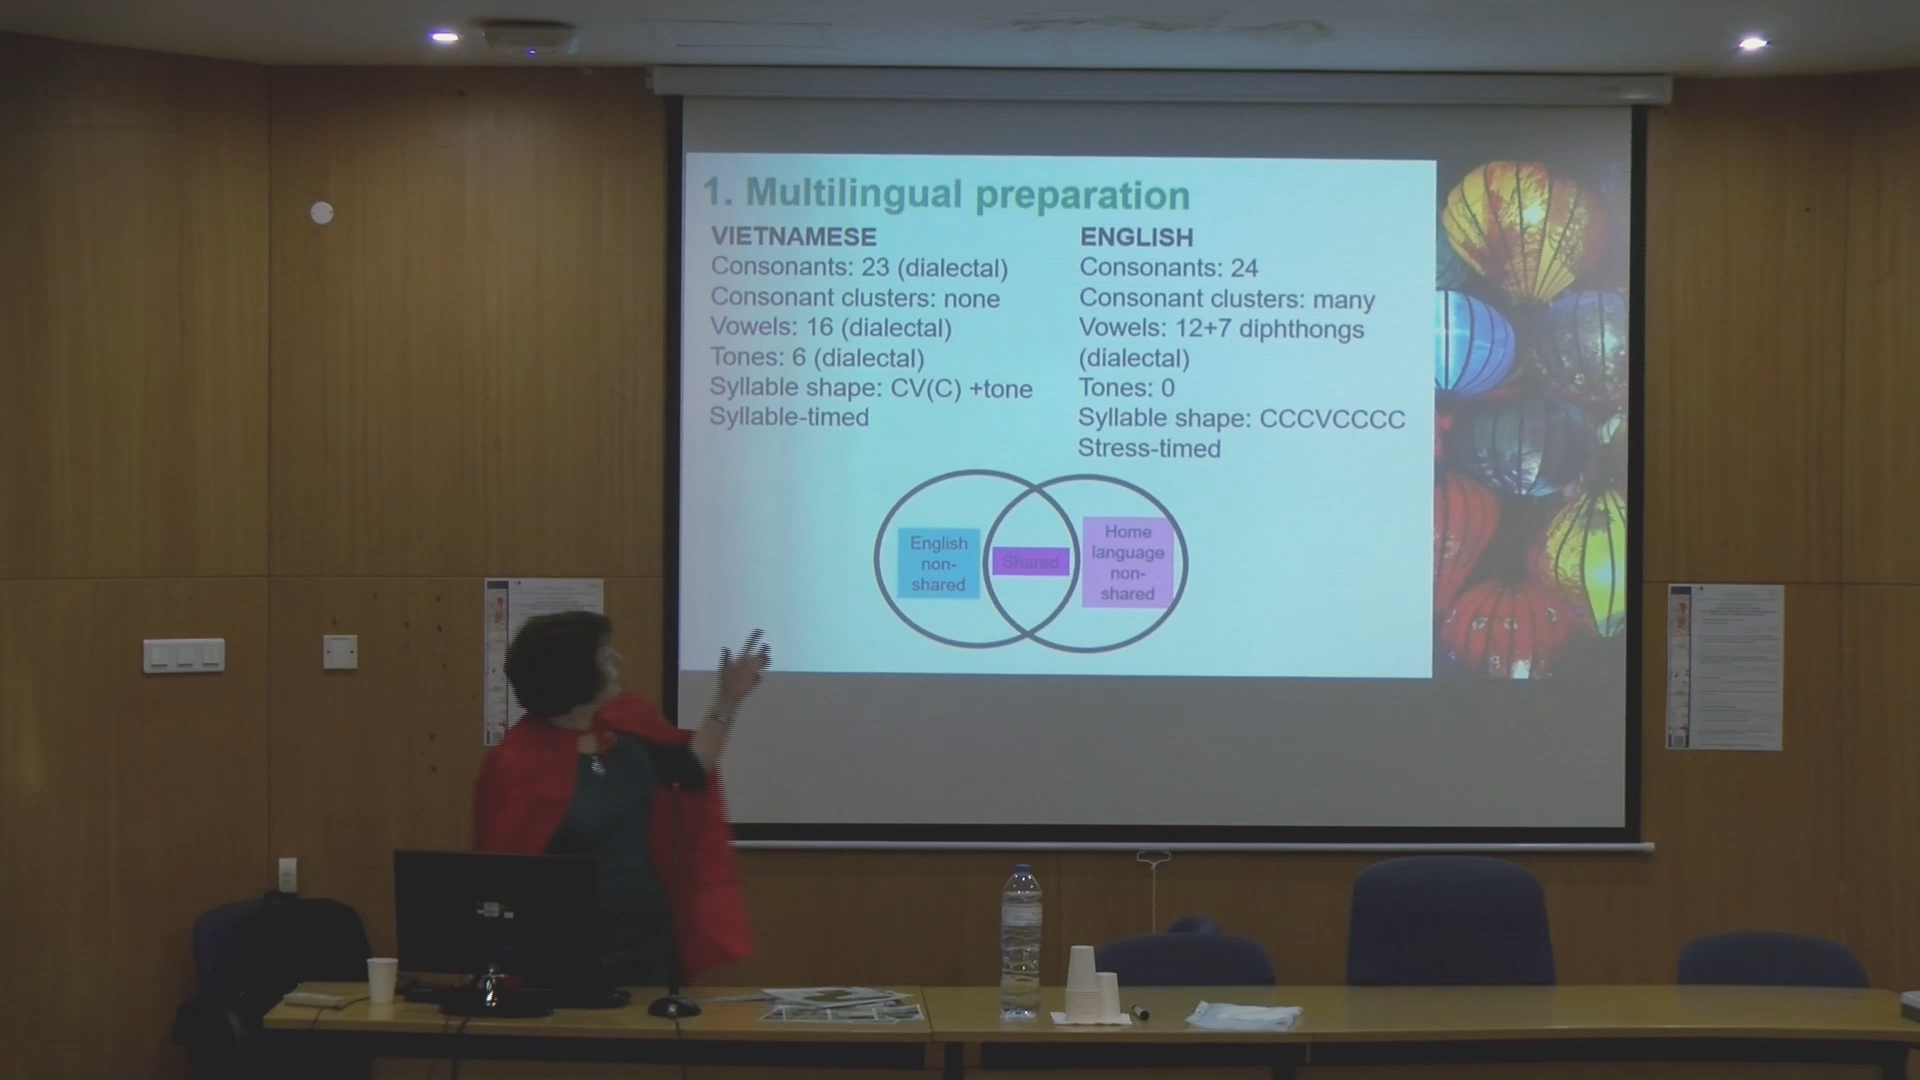 1. Multilingual preparation
VIETNAMESE
Consonants: 23 (dialectal)
Consonant clusters: none
Vowels: 16 (dialectal)
Tones: 6 (dialectal)
Syllable shape: CV(C) +tone
Syllable-timed
ENGLISH
Consonants: 24
Consonant clusters: many
Vowels: 12+7 diphthongs
(dialectal)
Tones: 0
Syllable shape: CCCVCCCC
Stress-timed
English
non-
shared
Shared
Home
language
non-
shared